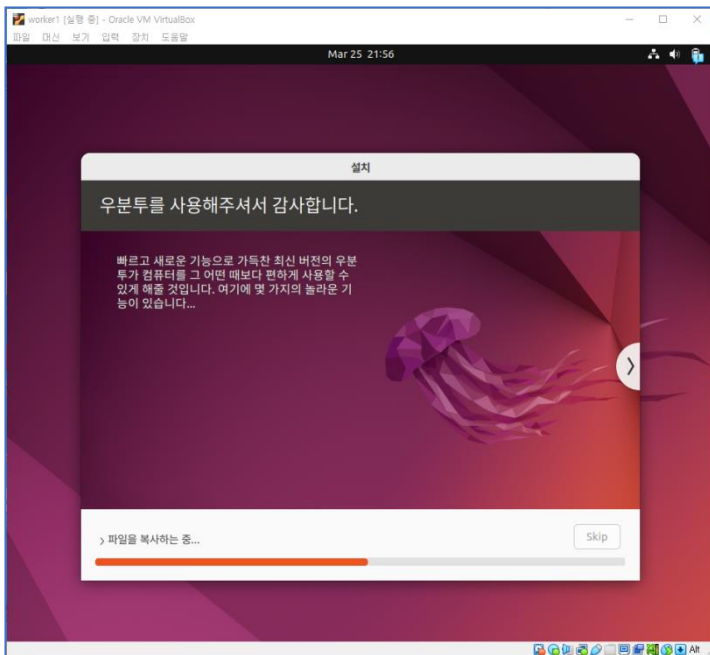 worker1 [실행 중] - Oracle VM VirtualBox
파일 머신 보기 입력 장치 도움말
Mar 25 21:56
설치
우분투를 사용해주셔서 감사합니다.
빠르고 새로운 기능으로 가득찬 최신 버전의 우분
투가 컴퓨터를 그 어떤 때보다 편하게 사용할 수
있게 해줄 것입니다. 여기에 몇 가지의 놀라운 기
능이 있습니다...
파일을 복사하는 중...
Skip
Alt